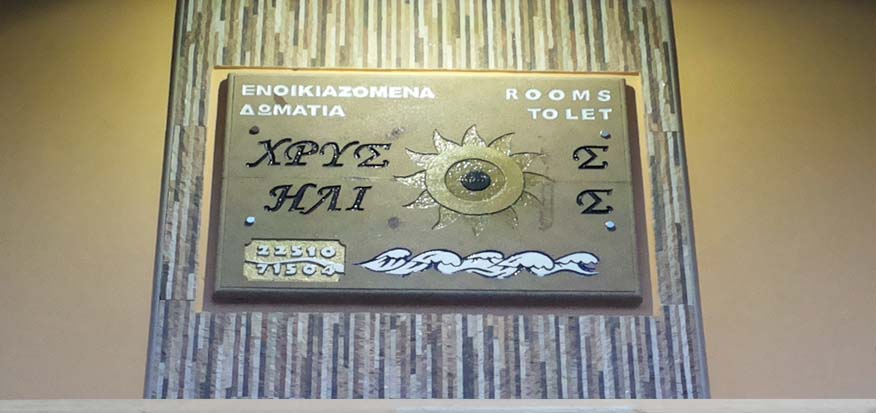 ΕΝΟΙΚΙΑΖΟΜΕΝΑ
ΔΩΜΑΤΙΑ
ROOMS
TO LET
ΧΡΥΣ Σ
ΗΛΙ Σ
22510
71504